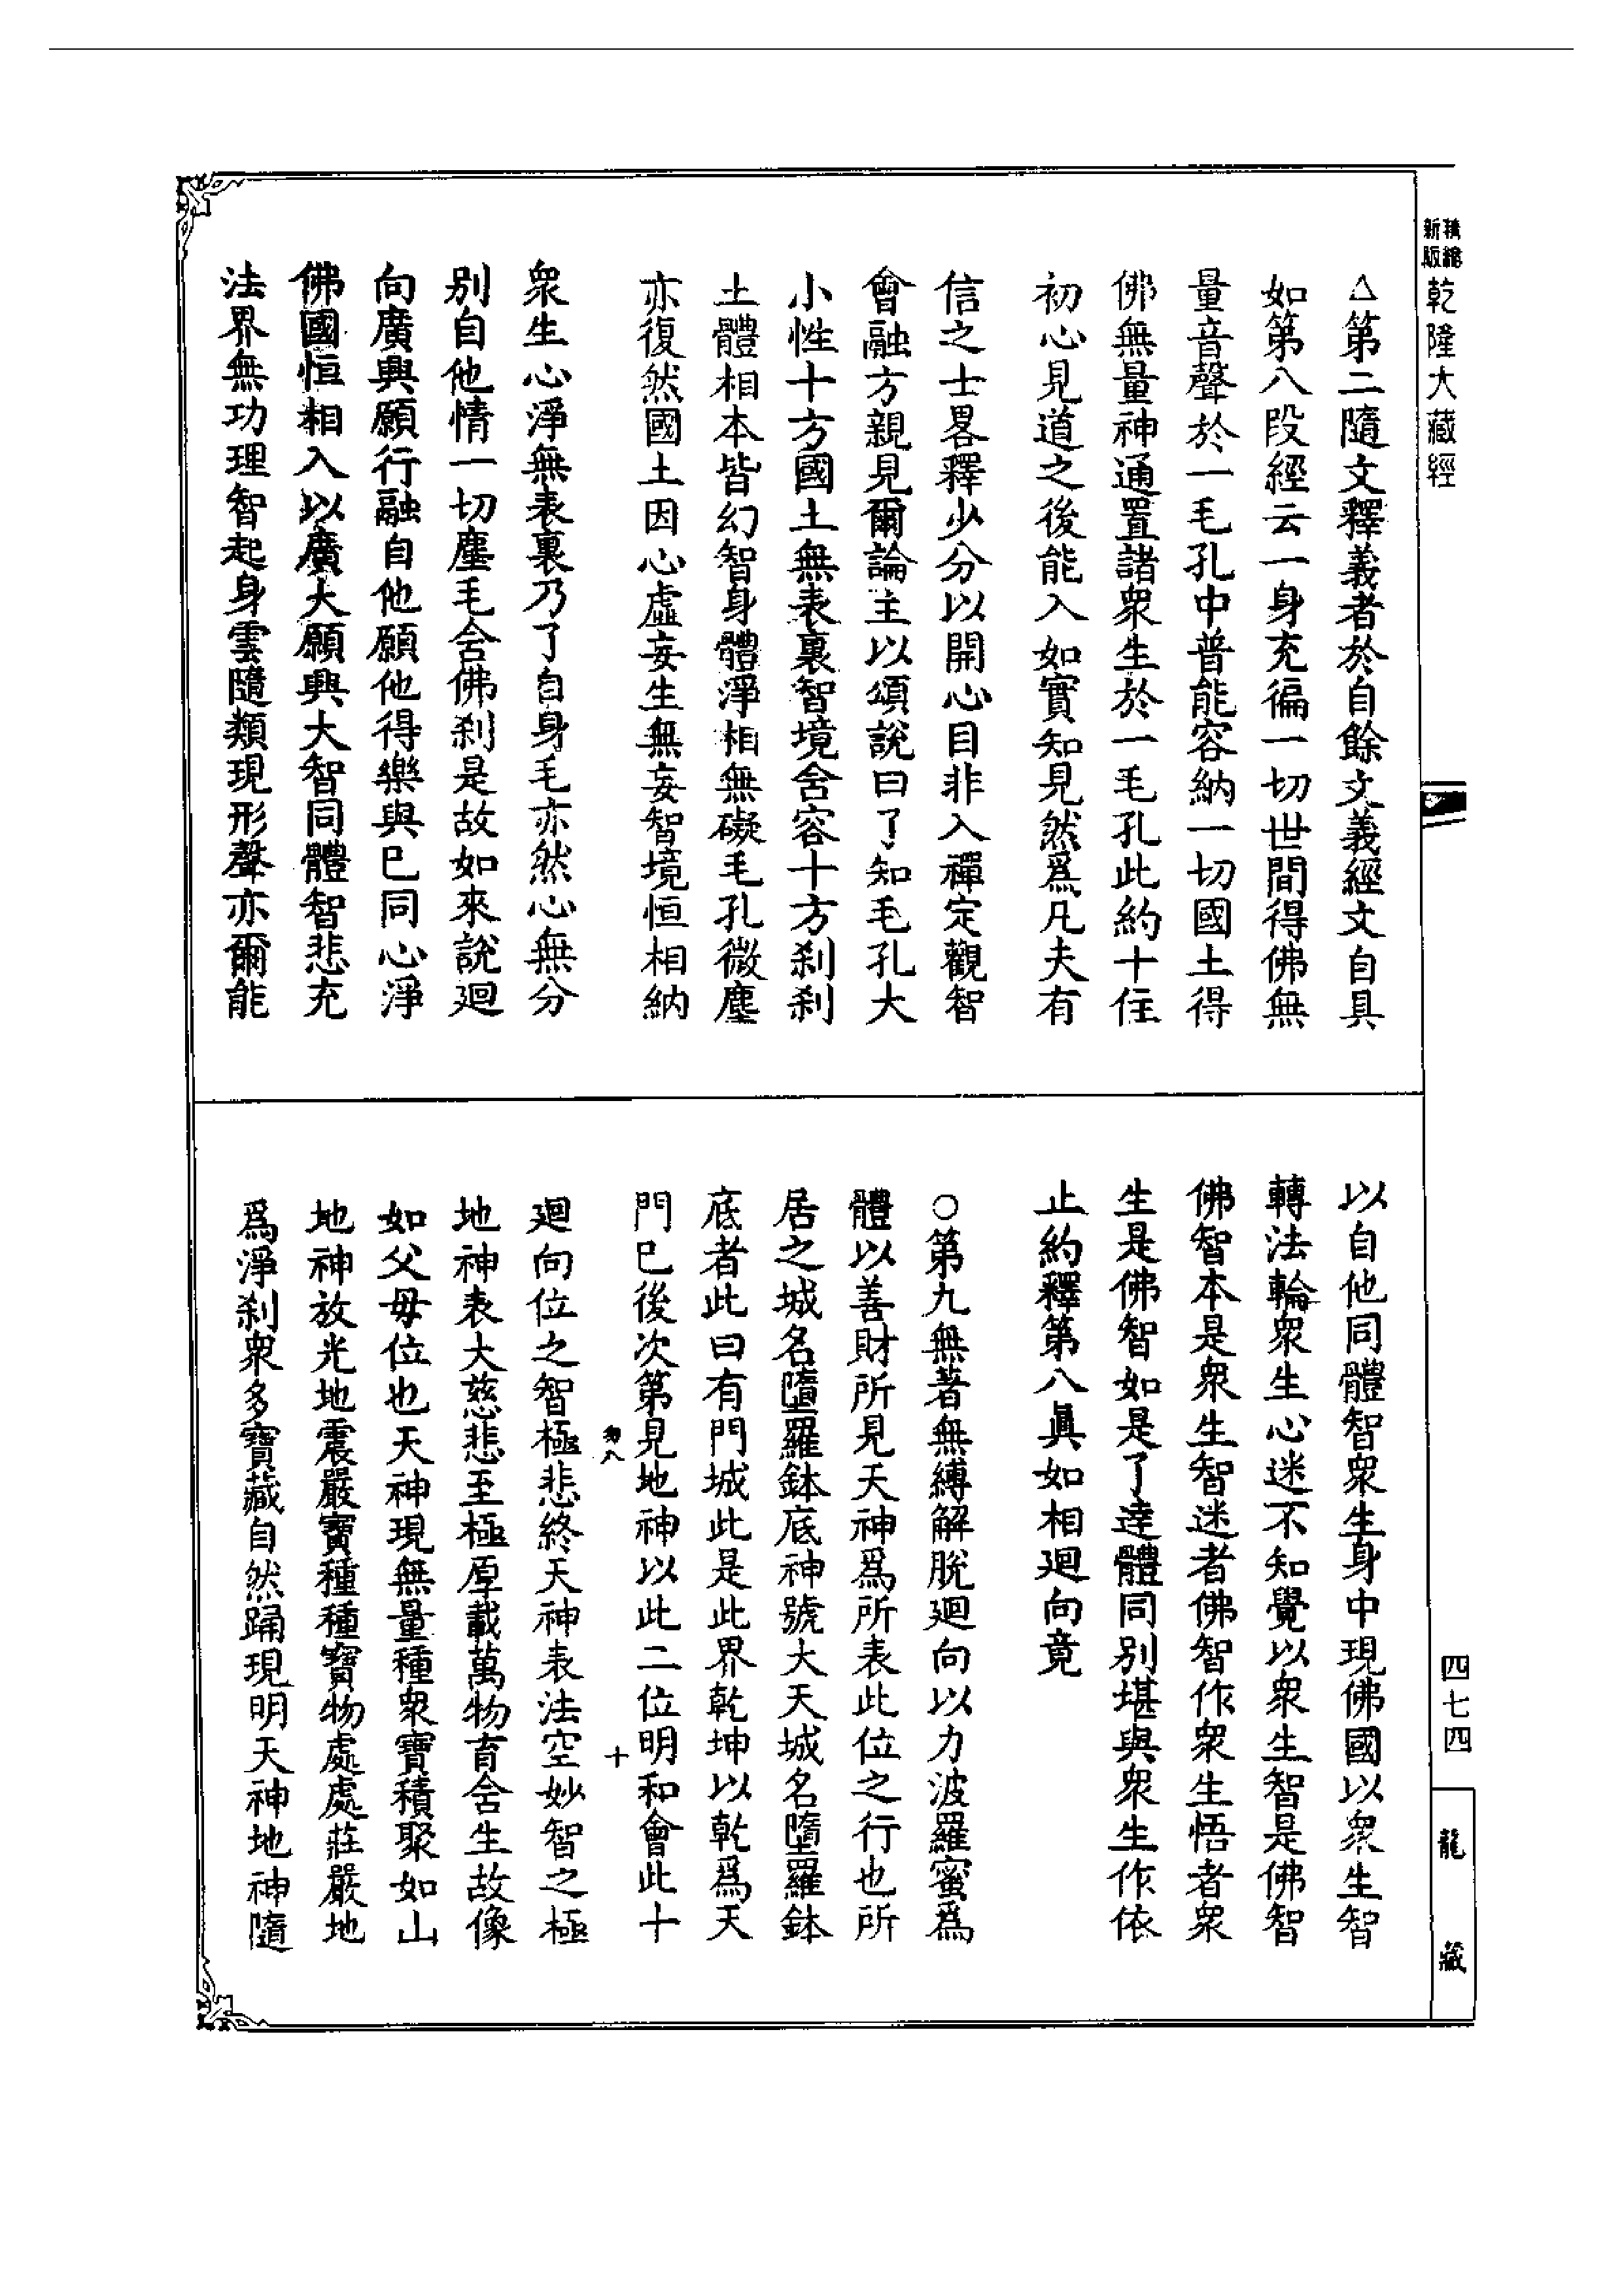 新版精縮乾隆大藏經
△第二隨文釋義者於自餘文義經文自具
如第八段經云一身充徧一切世間得佛無
量音聲於一毛孔中普能容納一切國土得
佛無量神通置諸衆生於一毛孔此約十住
初心見道之後能入如實知見然爲凡夫有
信之士畧釋少分以開心目非入禪定觀智
會融方親見爾論主以頌說曰了知毛孔大
小性十方國土無表裏智境含容十方刹刹
土體相本皆幻智身體淨相無礙毛孔微塵
亦復然國土因心虛妄生無妄智境恒相納
衆生心淨無表裏乃了自身毛亦然心無分
别自他情一切塵毛含佛刹是故如來說迴
向廣興願行融自他願他得樂與巳同心淨
佛國恒相入以廣大願興大智同體智悲充
法界無功理智起身雲隨類現形聲亦爾能
以自他同體智衆生身中現佛國以衆生智
轉法輪衆生心迷不知覺以衆生智是佛智
佛智本是衆生智迷者佛智作衆生悟者衆
生是佛智如是了達體同别堪與衆生作依
止約釋第八眞如相迴向竟
○第九無著無縛解脫迴向以力波羅蜜爲
體以善財所見天神爲所表此位之行也所
居之城名墮羅鉢底神號大天城名墮羅鉢
底者此曰有門城此是此界乾坤以乾爲天
門巳後次第見地神以此二位明和會此十
十
迴向位之智極悲終天神表法空妙智之極
地神表大慈悲至極厚載萬物育含生故像
如父母位也天神現無量種衆寶積聚如山
地神放光地震嚴寶種種寶物處處莊嚴地
爲淨刹衆多寶藏自然踊現明天神地神隨
四七四
龍藏